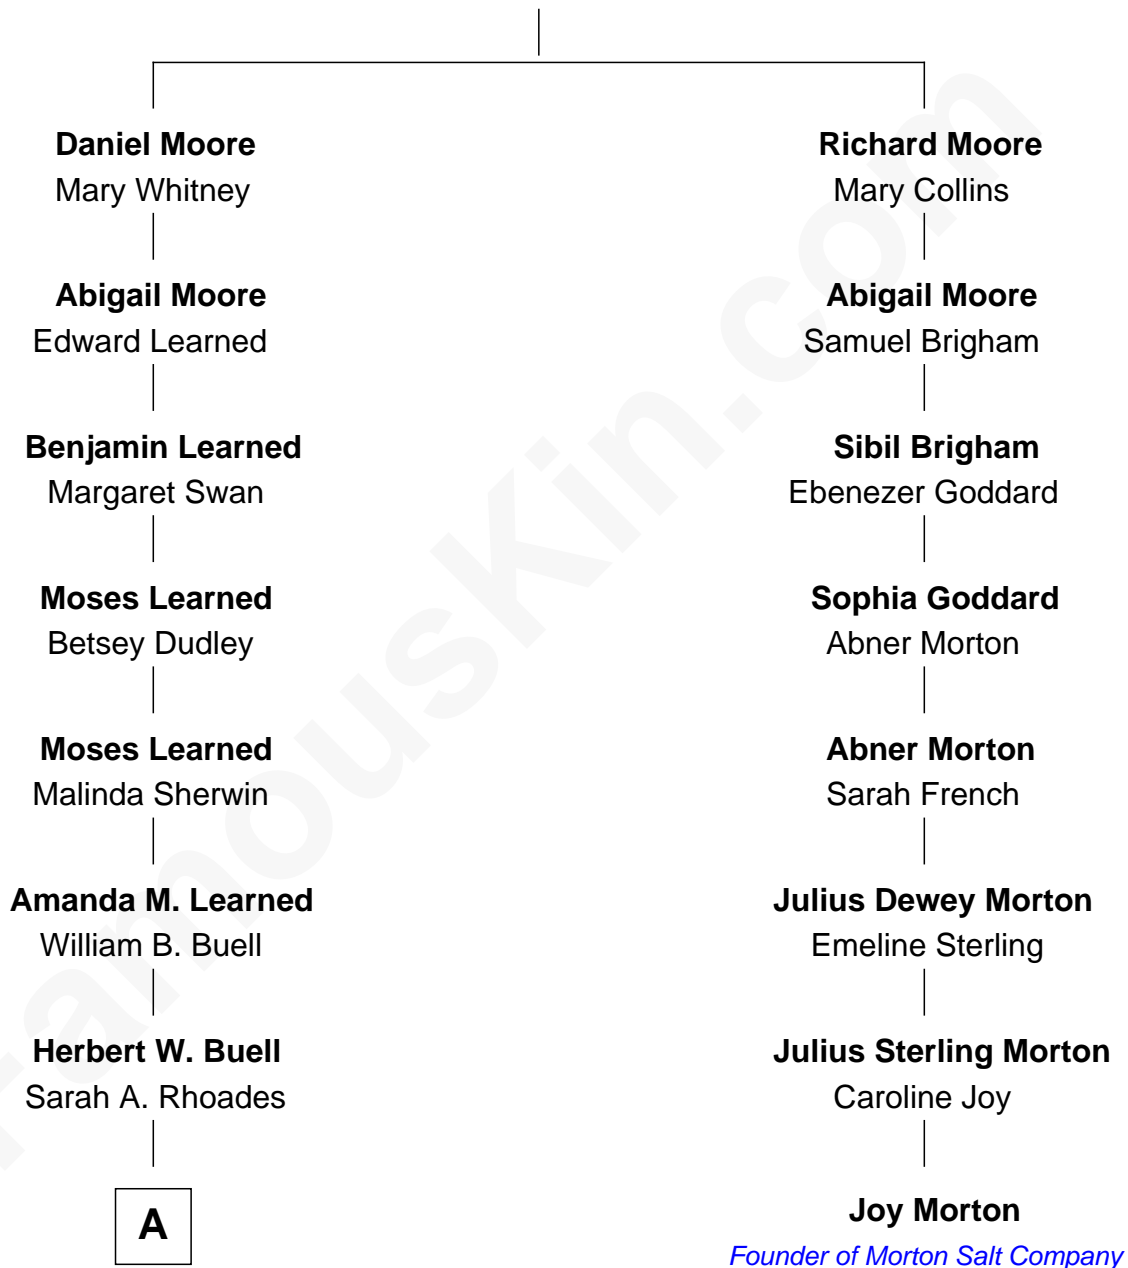 Daniel Moore
Mary Whitney
Abigail Moore
Edward Learned
Benjamin Learned
Margaret Swan
Moses Learned
Betsey Dudley
Moses Learned
Malinda Sherwin
Amanda M. Learned
William B. Buell
Herbert W. Buell
Sarah A. Rhoades
A
Richard Moore
Mary Collins
Abigail Moore
Samuel Brigham
Sibil Brigham
Ebenezer Goddard
Sophia Goddard
Abner Morton
Abner Morton
Sarah French
Julius Dewey Morton
Emeline Sterling
Julius Sterling Morton
Caroline Joy
Joy Morton
Founder of Morton Salt Company
FamousKin.com